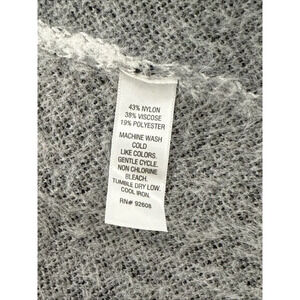 43% NYLON
38% VISCOSE
19% POLYESTER
MACHINE WASH
COLD
LIKE COLORS.
GENTLE CYCLE.
NON CHLORINE
BLEACH.
TUMBLE DRY LOW.
COOL IRON.
RN# 92608